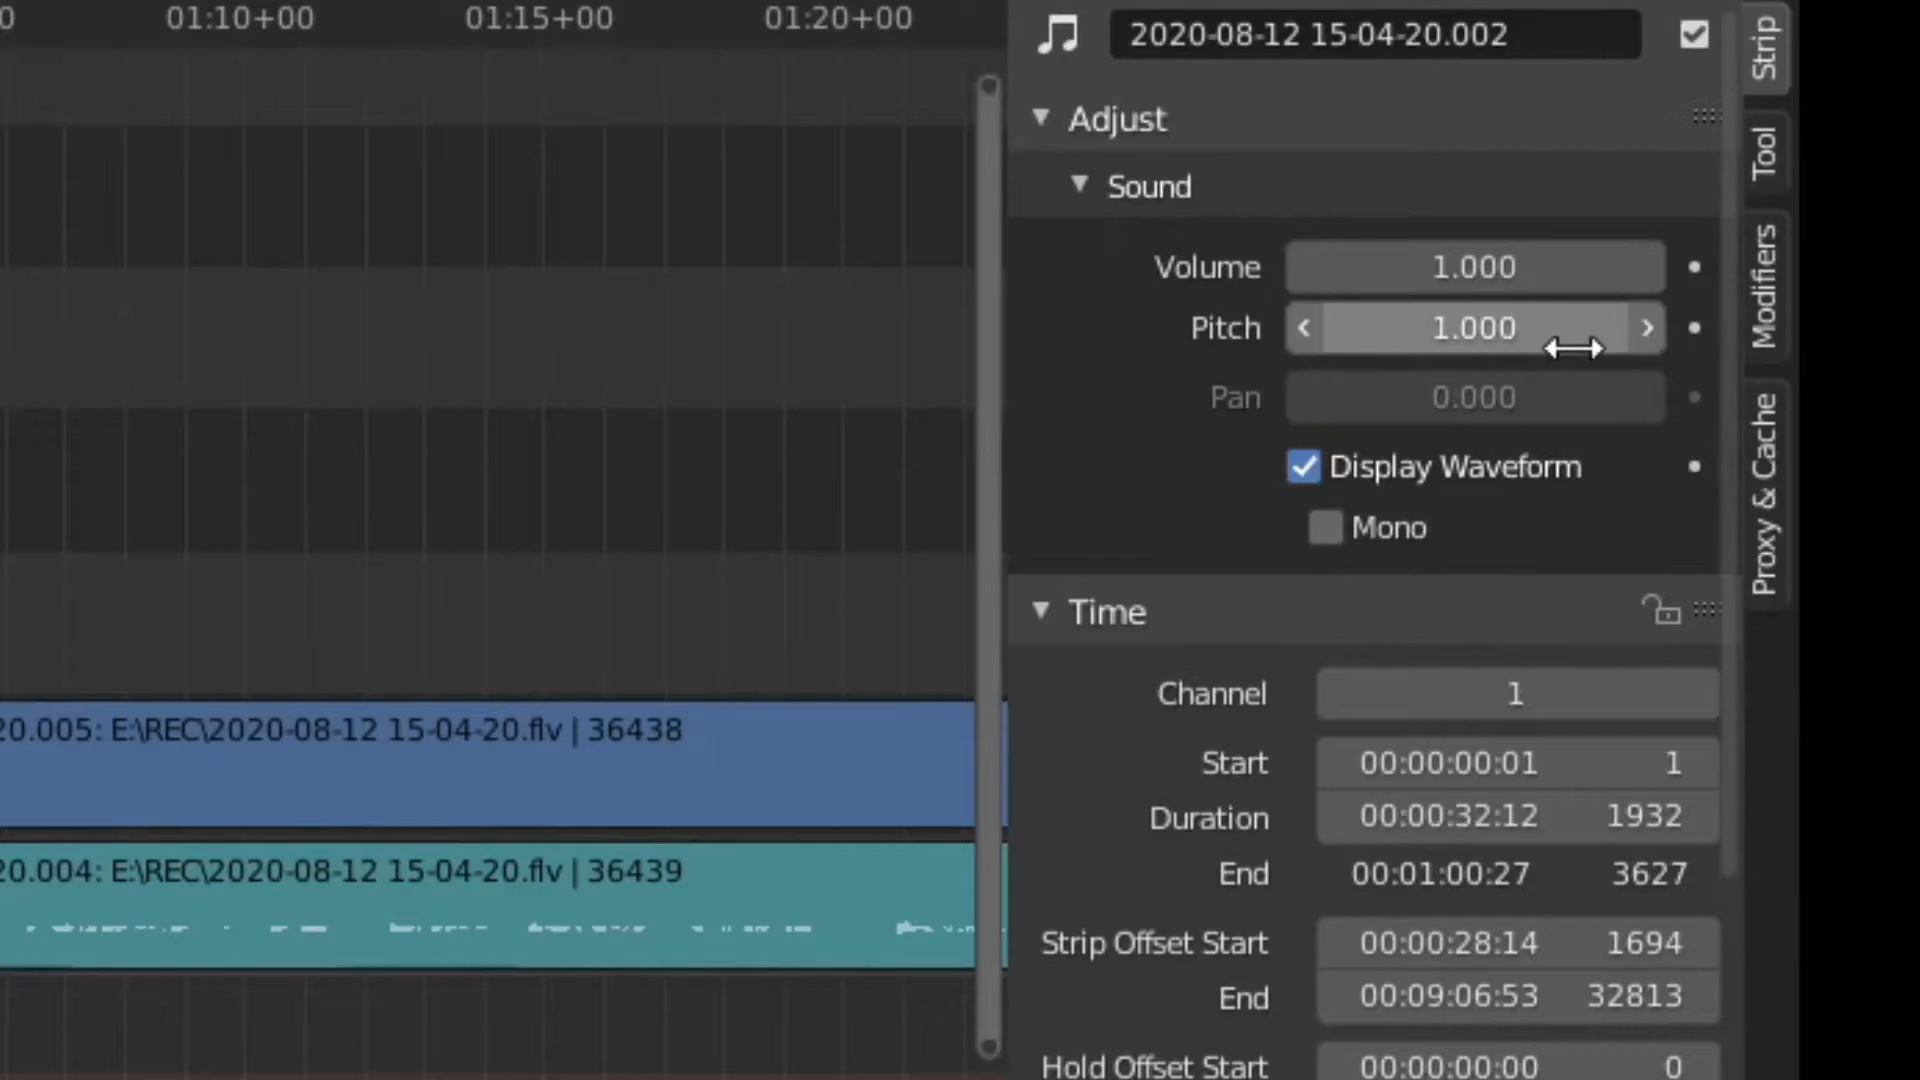 0 01:10+00 01:15+00 01:20+00
2020-08-12 15-04-20.002
Adjust
Sound
Volume 1.000
Pitch 1.000
Pan 0.000
Display Waveform
Mono
Time
Channel 1
Start 00:00:00:01 1
Duration 00:00:32:12 1932
End 00:01:00:27 3627
Strip Offset Start 00:00:28:14 1694
End 00:09:06:53 32813
Hold Offset Start 00:00:00:00 0
20.005: E:\REC\2020-08-12 15-04-20.flv | 36438
20.004: E:\REC\2020-08-12 15-04-20.flv | 36439
Strip
Tool
Modifiers
Proxy & Cache